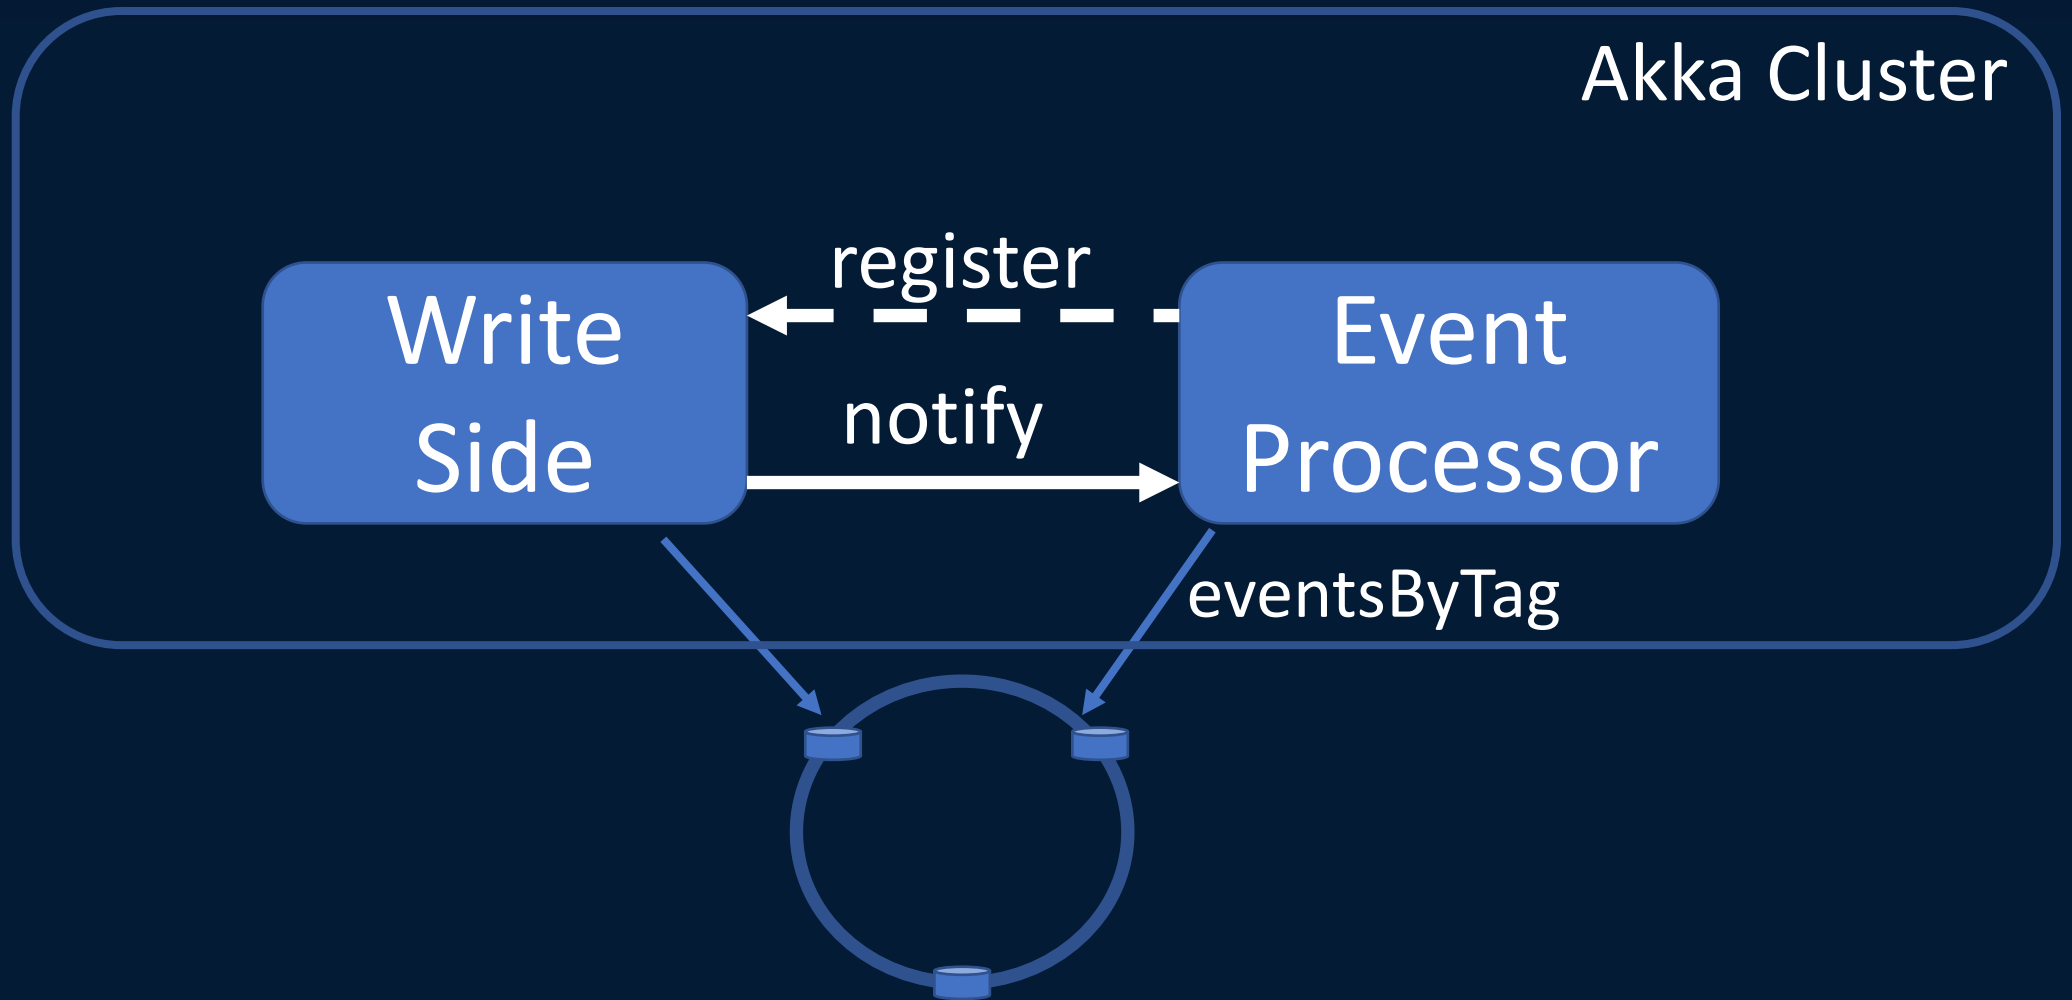 Akka Cluster
register
Write
Side
notify
Event
Processor
eventsByTag